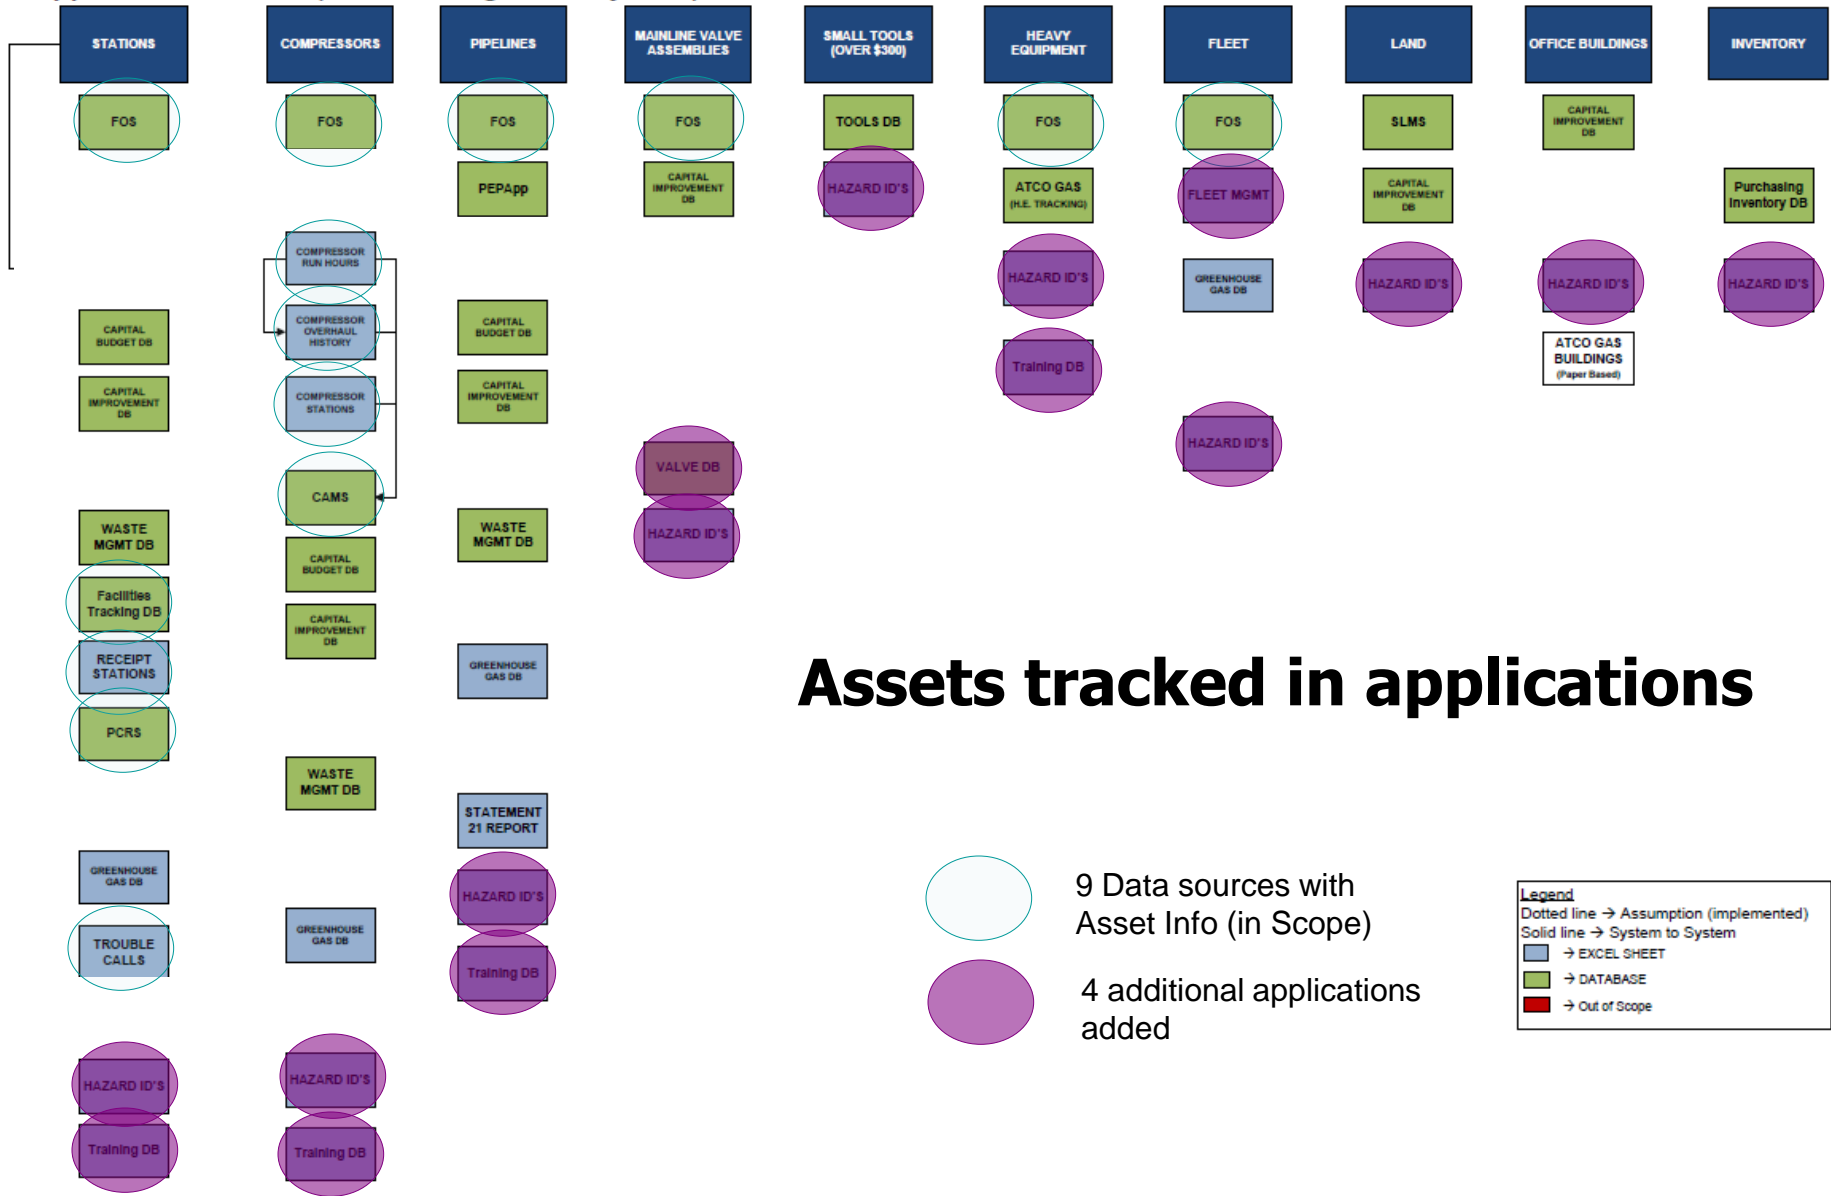 STATIONS
COMPRESSORS
PIPELINES
MAINLINE VALVE
ASSEMBLIES
SMALL TOOLS
(OVER $300)
HEAVY
EQUIPMENT
FLEET
LAND
OFFICE BUILDINGS
INVENTORY
FOS
FOS
FOS
FOS
TOOLS DB
FOS
FOS
SLMS
CAPITAL
IMPROVEMENT
DB
PEPApp
CAPITAL
IMPROVEMENT
DB
HAZARD ID'S
ATCO GAS
(H.E. TRACKING)
FLEET MGMT
CAPITAL
IMPROVEMENT
DB
Purchasing
Inventory DB
COMPRESSOR
RUN HOURS
HAZARD ID'S
GREENHOUSE
GAS DB
HAZARD ID'S
HAZARD ID'S
HAZARD ID'S
CAPITAL
BUDGET DB
COMPRESSOR
OVERHAUL
HISTORY
CAPITAL
BUDGET DB
Training DB
ATCO GAS
BUILDINGS
(Paper Based)
CAPITAL
IMPROVEMENT
DB
COMPRESSOR
STATIONS
CAPITAL
IMPROVEMENT
DB
HAZARD ID'S
VALVE DB
CAMS
WASTE
MGMT DB
WASTE
MGMT DB
HAZARD ID'S
CAPITAL
BUDGET DB
Facilities
Tracking DB
CAPITAL
IMPROVEMENT
DB
RECEIPT
STATIONS
GREENHOUSE
GAS DB
Assets tracked in applications
PCRS
WASTE
MGMT DB
STATEMENT
21 REPORT
GREENHOUSE
GAS DB
HAZARD ID'S
9 Data sources with
Asset Info (in Scope)
Legend
Dotted line → Assumption (implemented)
Solid line → System to System
→ EXCEL SHEET
→ DATABASE
→ Out of Scope
TROUBLE
CALLS
GREENHOUSE
GAS DB
Training DB
4 additional applications
added
HAZARD ID'S
HAZARD ID'S
Training DB
Training DB